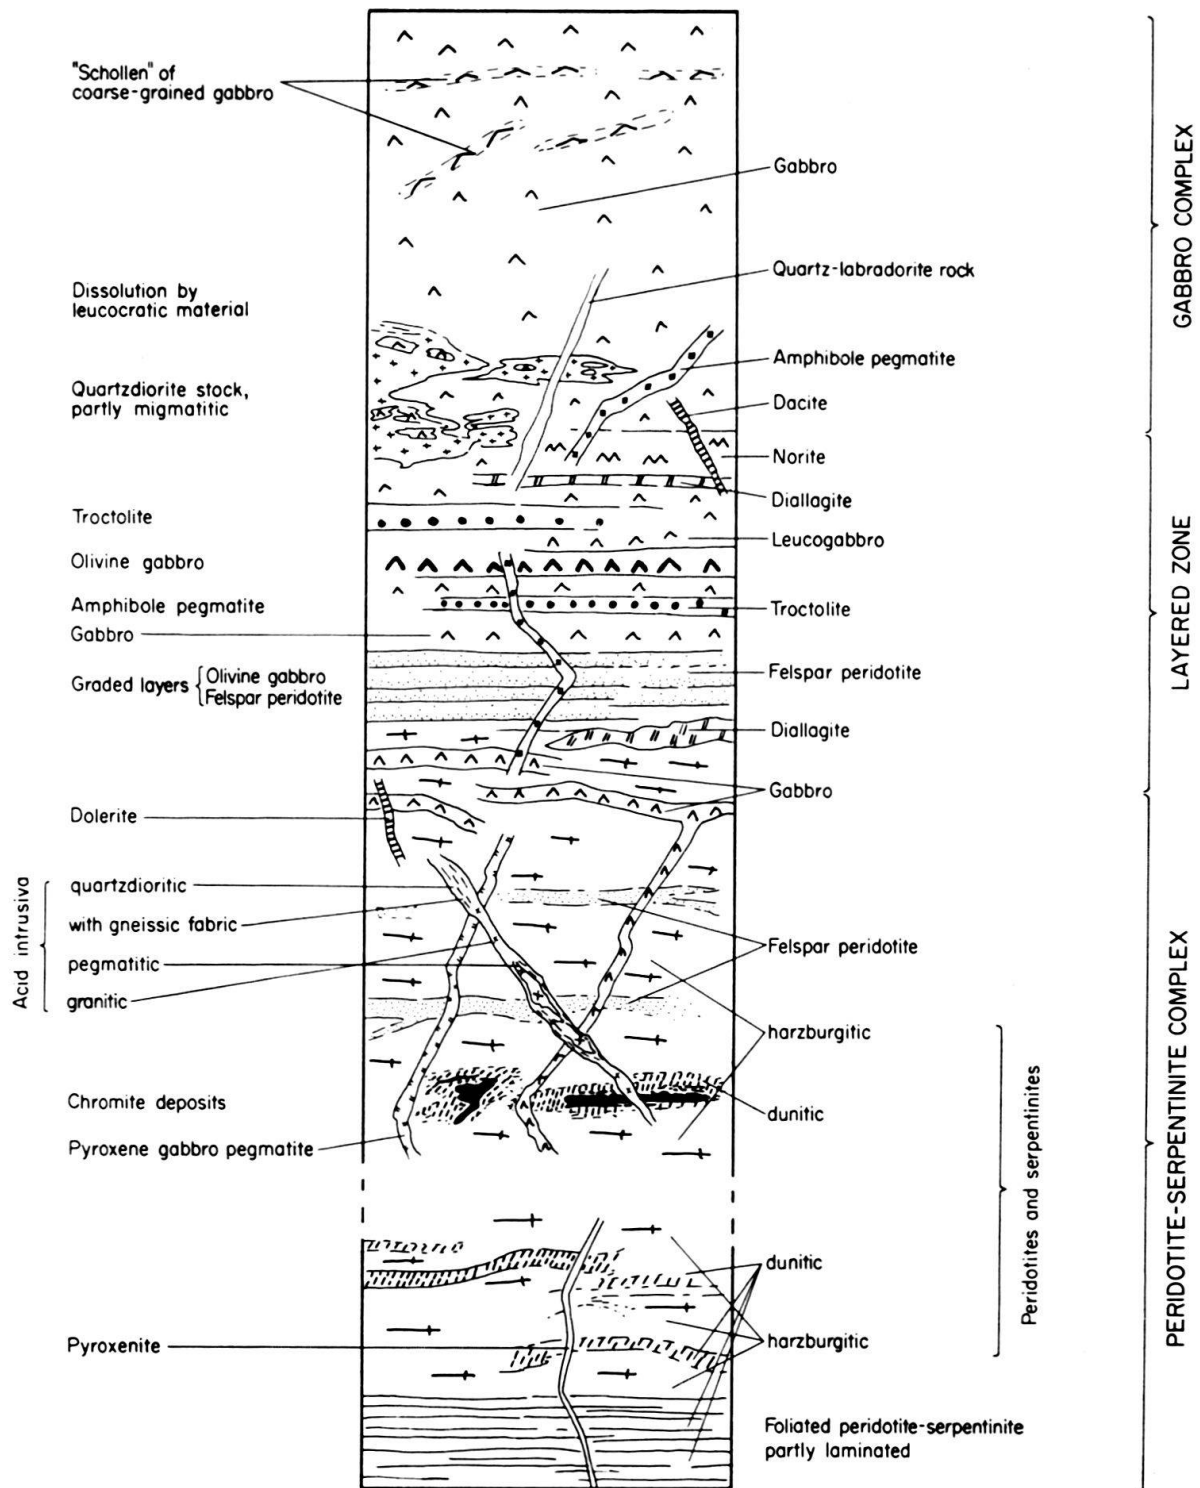 "Schollen" of
coarse-grained gabbro
Dissolution by
leucocratic material
Quartzdiorite stock,
partly migmatitic
Troctolite
Olivine gabbro
Amphibole pegmatite
Gabbro
Graded layers { Olivine gabbro
Felspar peridotite
Dolerite
Acid intrusiva
quartzdioritic
with gneissic fabric
pegmatitic
granitic
Chromite deposits
Pyroxene gabbro pegmatite
Pyroxenite
Gabbro
Quartz-labradorite rock
Amphibole pegmatite
Dacite
Norite
Diallagite
Leucogabbro
Troctolite
Felspar peridotite
Diallagite
Gabbro
Felspar peridotite
harzburgitic
dunitic
dunitic
harzburgitic
Foliated peridotite-serpentinite
partly laminated
Peridotites and serpentinites
GABBRO COMPLEX
LAYERED ZONE
PERIDOTITE-SERPENTINITE COMPLEX